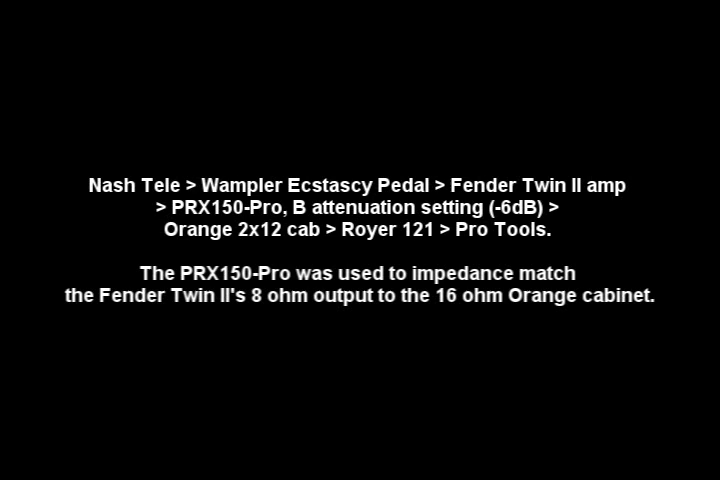 Nash Tele > Wampler Ecstascy Pedal > Fender Twin II amp
> PRX150-Pro, B attenuation setting (-6dB) >
Orange 2x12 cab > Royer 121 > Pro Tools.
The PRX150-Pro was used to impedance match
the Fender Twin II's 8 ohm output to the 16 ohm Orange cabinet.